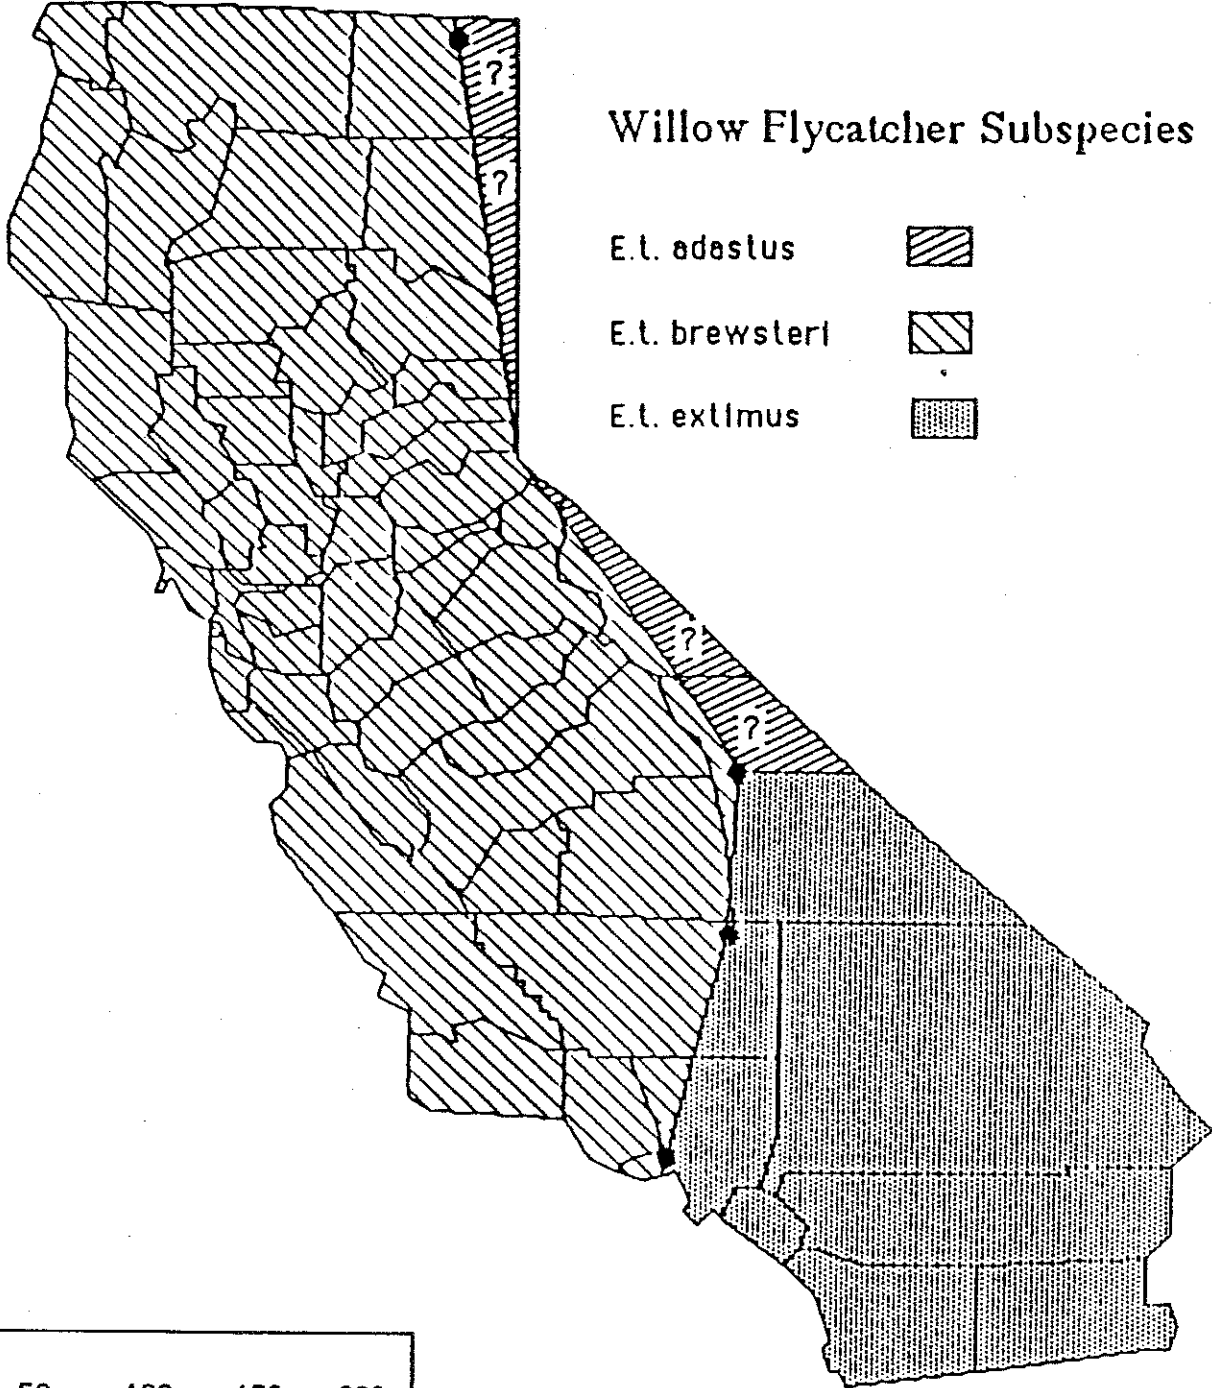 ?
Willow Flycatcher Subspecies
?
E.t. adastus
E.t. brewsteri
E.t. extimus
?
?